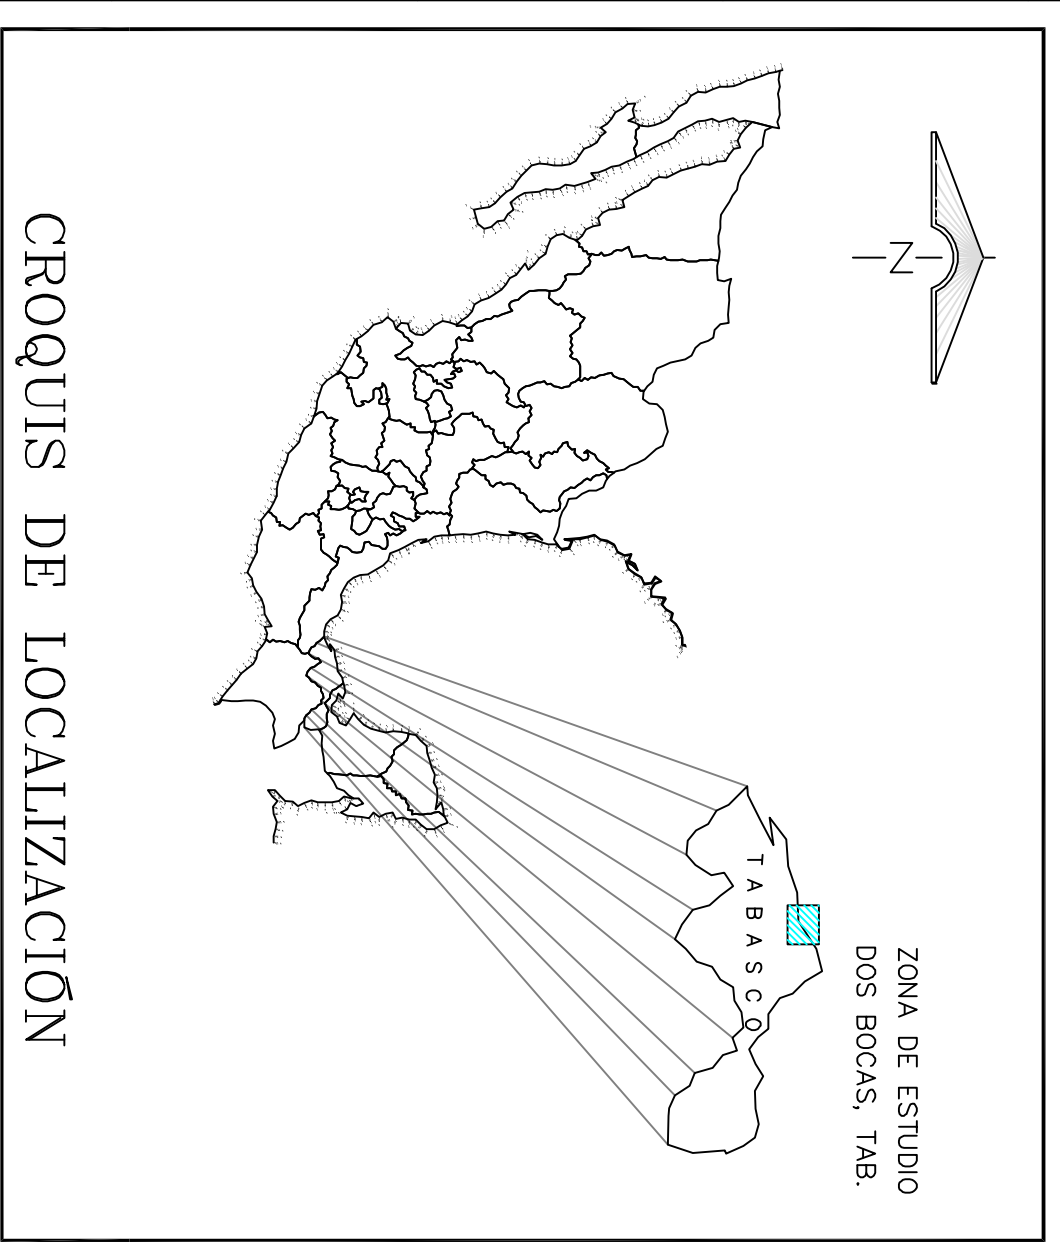 N
ZONA DE ESTUDIO
DOS BOCAS, TAB.
TABASCO
CROQUIS DE LOCALIZACIÓN